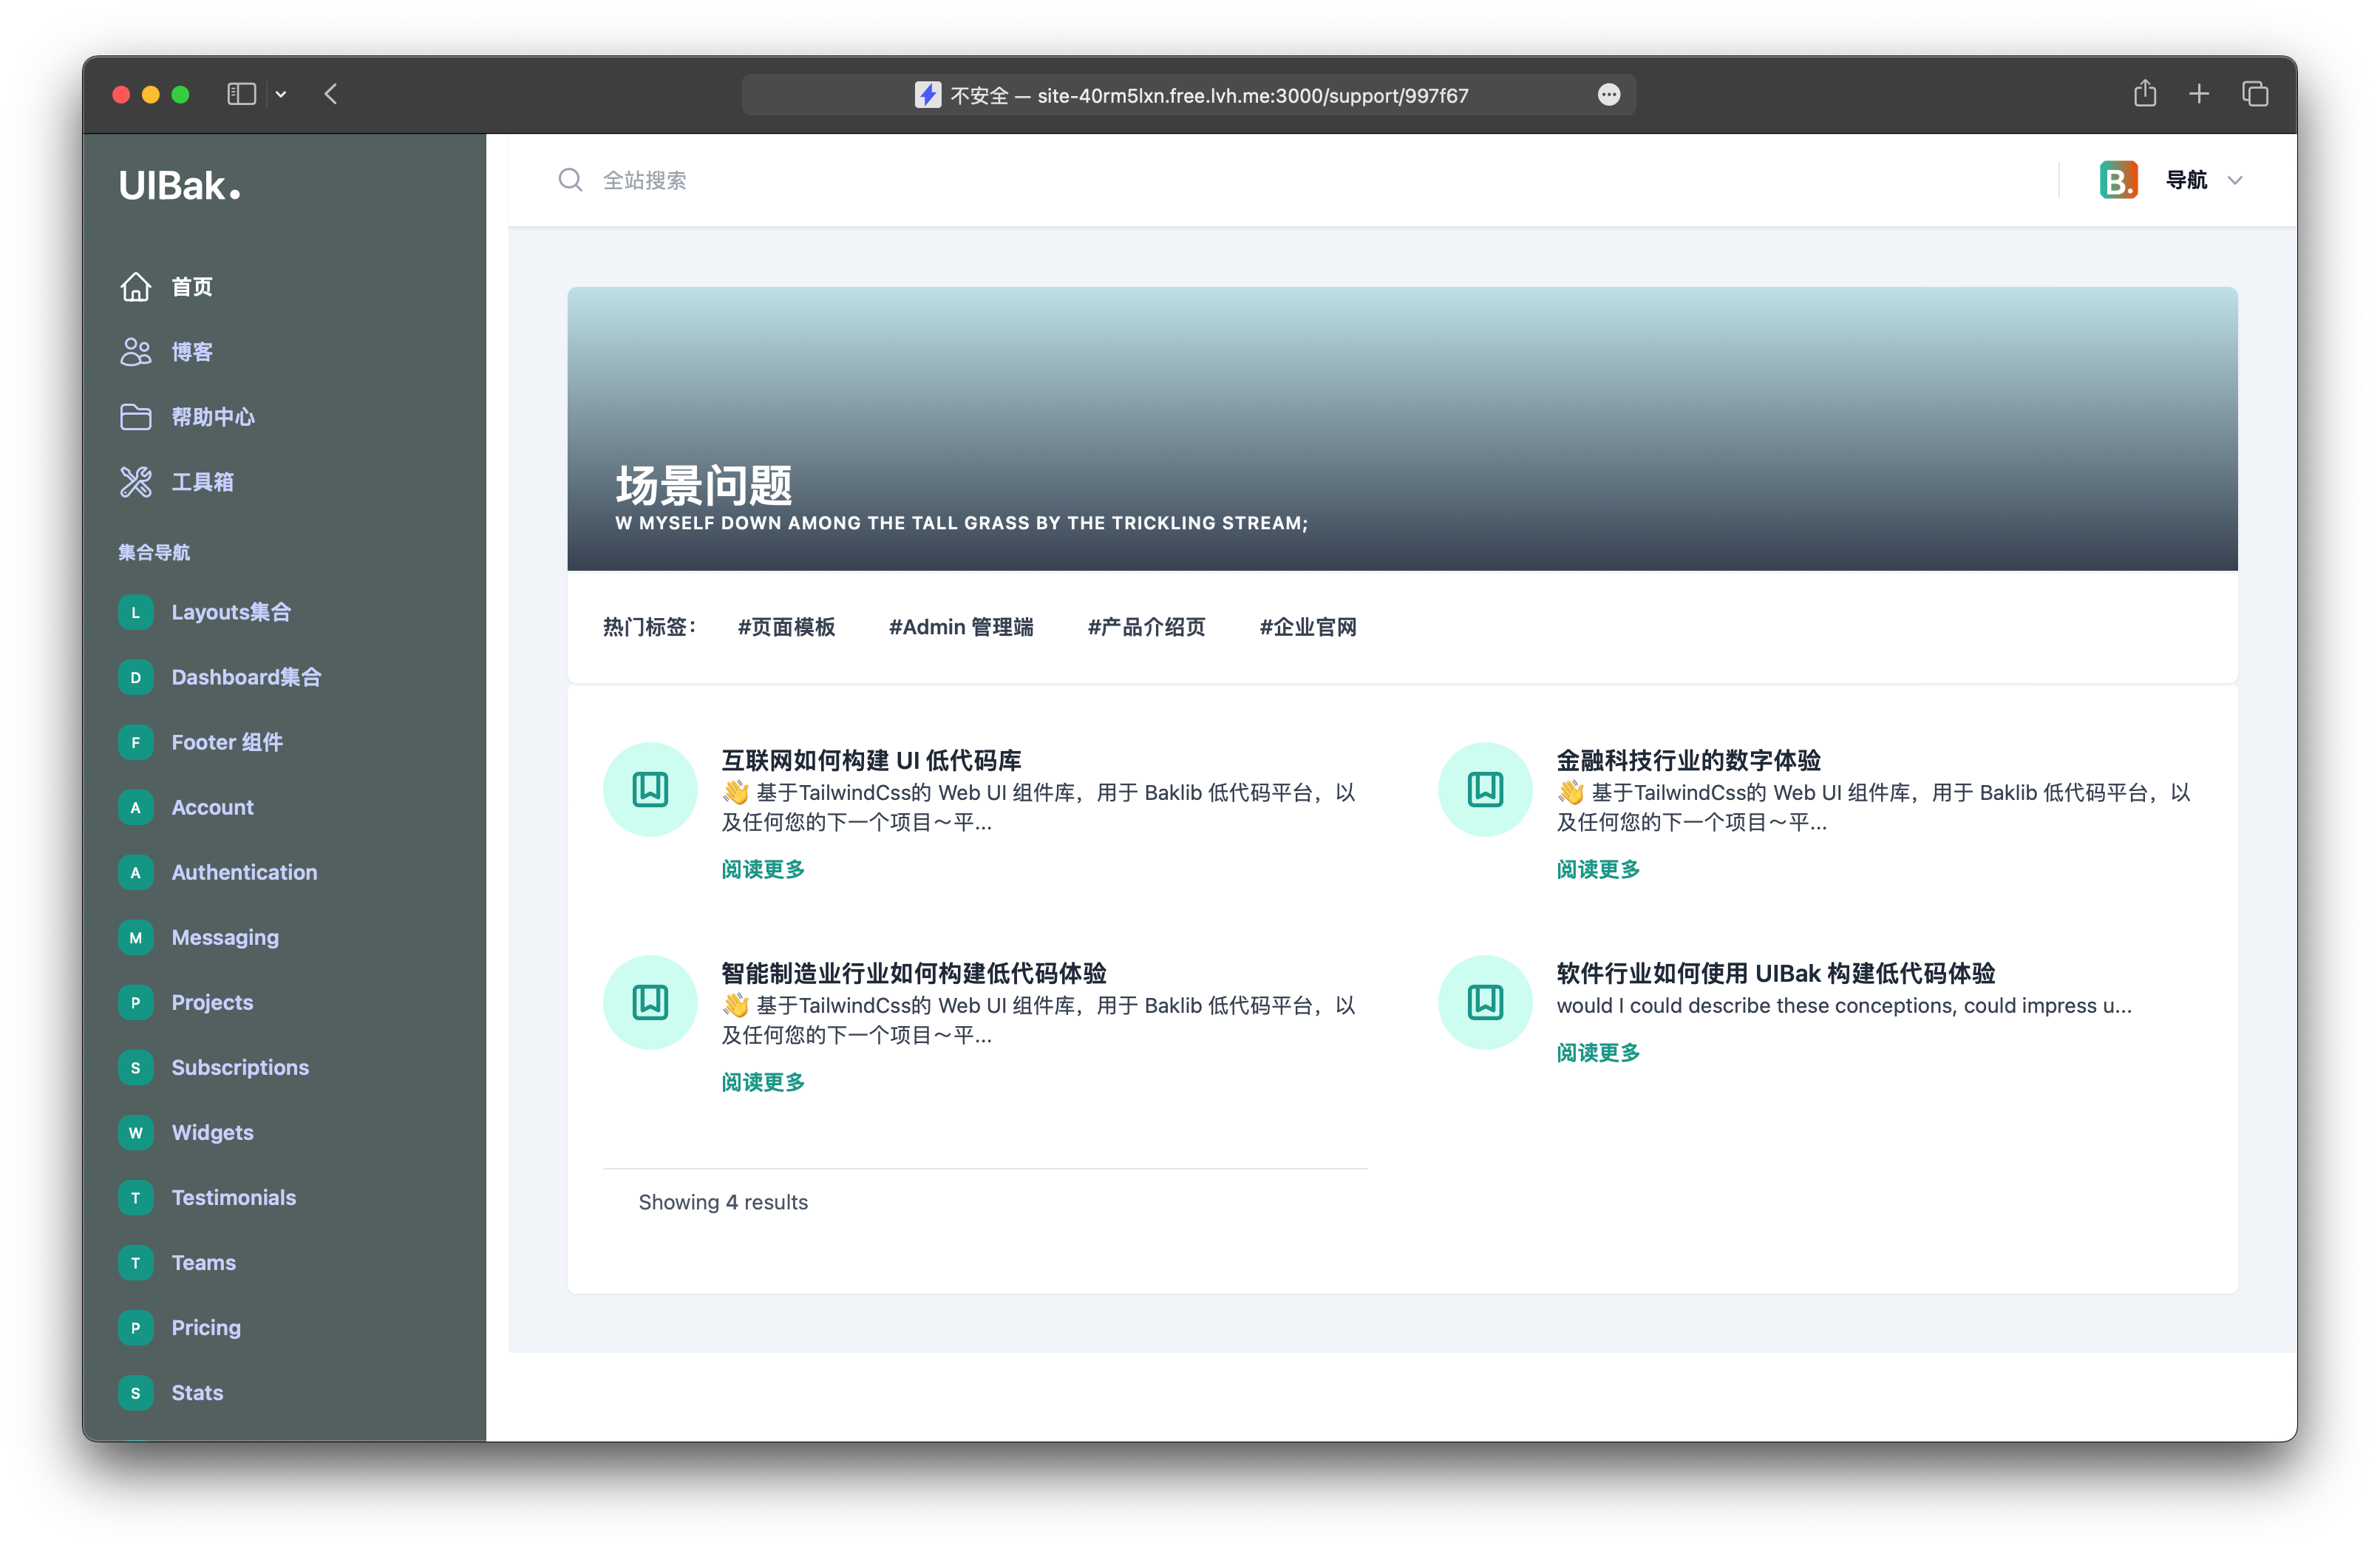 不安全 — site-40rm5lxn.free.lvh.me:3000/support/997f67
UIBak.
全站搜索
B.
导航
首页
博客
帮助中心
工具箱
集合导航
L Layouts集合
D Dashboard集合
F Footer 组件
A Account
A Authentication
M Messaging
P Projects
S Subscriptions
W Widgets
T Testimonials
T Teams
P Pricing
S Stats
场景问题
W MYSELF DOWN AMONG THE TALL GRASS BY THE TRICKLING STREAM;
热门标签： #页面模板 #Admin 管理端 #产品介绍页 #企业官网
互联网如何构建 UI 低代码库
👋 基于TailwindCss的 Web UI 组件库，用于 Baklib 低代码平台，以
及任何您的下一个项目～平...
阅读更多
金融科技行业的数字体验
👋 基于TailwindCss的 Web UI 组件库，用于 Baklib 低代码平台，以
及任何您的下一个项目～平...
阅读更多
智能制造业行业如何构建低代码体验
👋 基于TailwindCss的 Web UI 组件库，用于 Baklib 低代码平台，以
及任何您的下一个项目～平...
阅读更多
软件行业如何使用 UIBak 构建低代码体验
would I could describe these conceptions, could impress u...
阅读更多
Showing 4 results